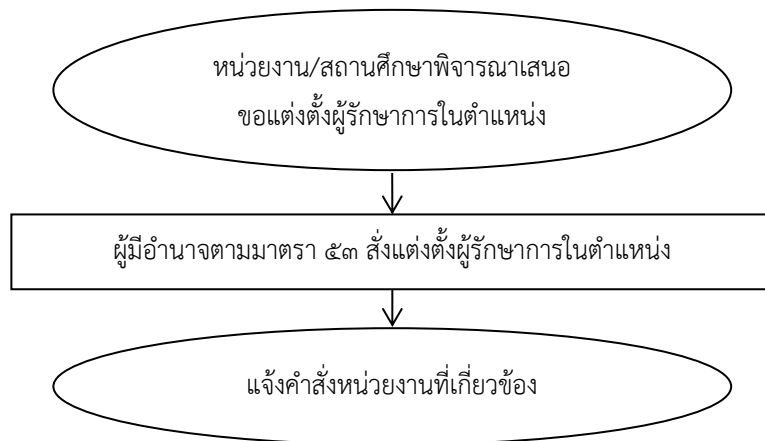 หน่วยงาน/สถานศึกษาพิจารณาเสนอ
ขอแต่งตั้งผู้รักษาการในตำแหน่ง
ผู้มีอำนาจตามมาตรา ๕๓ สั่งแต่งตั้งผู้รักษาการในตำแหน่ง
แจ้งคำสั่งหน่วยงานที่เกี่ยวข้อง